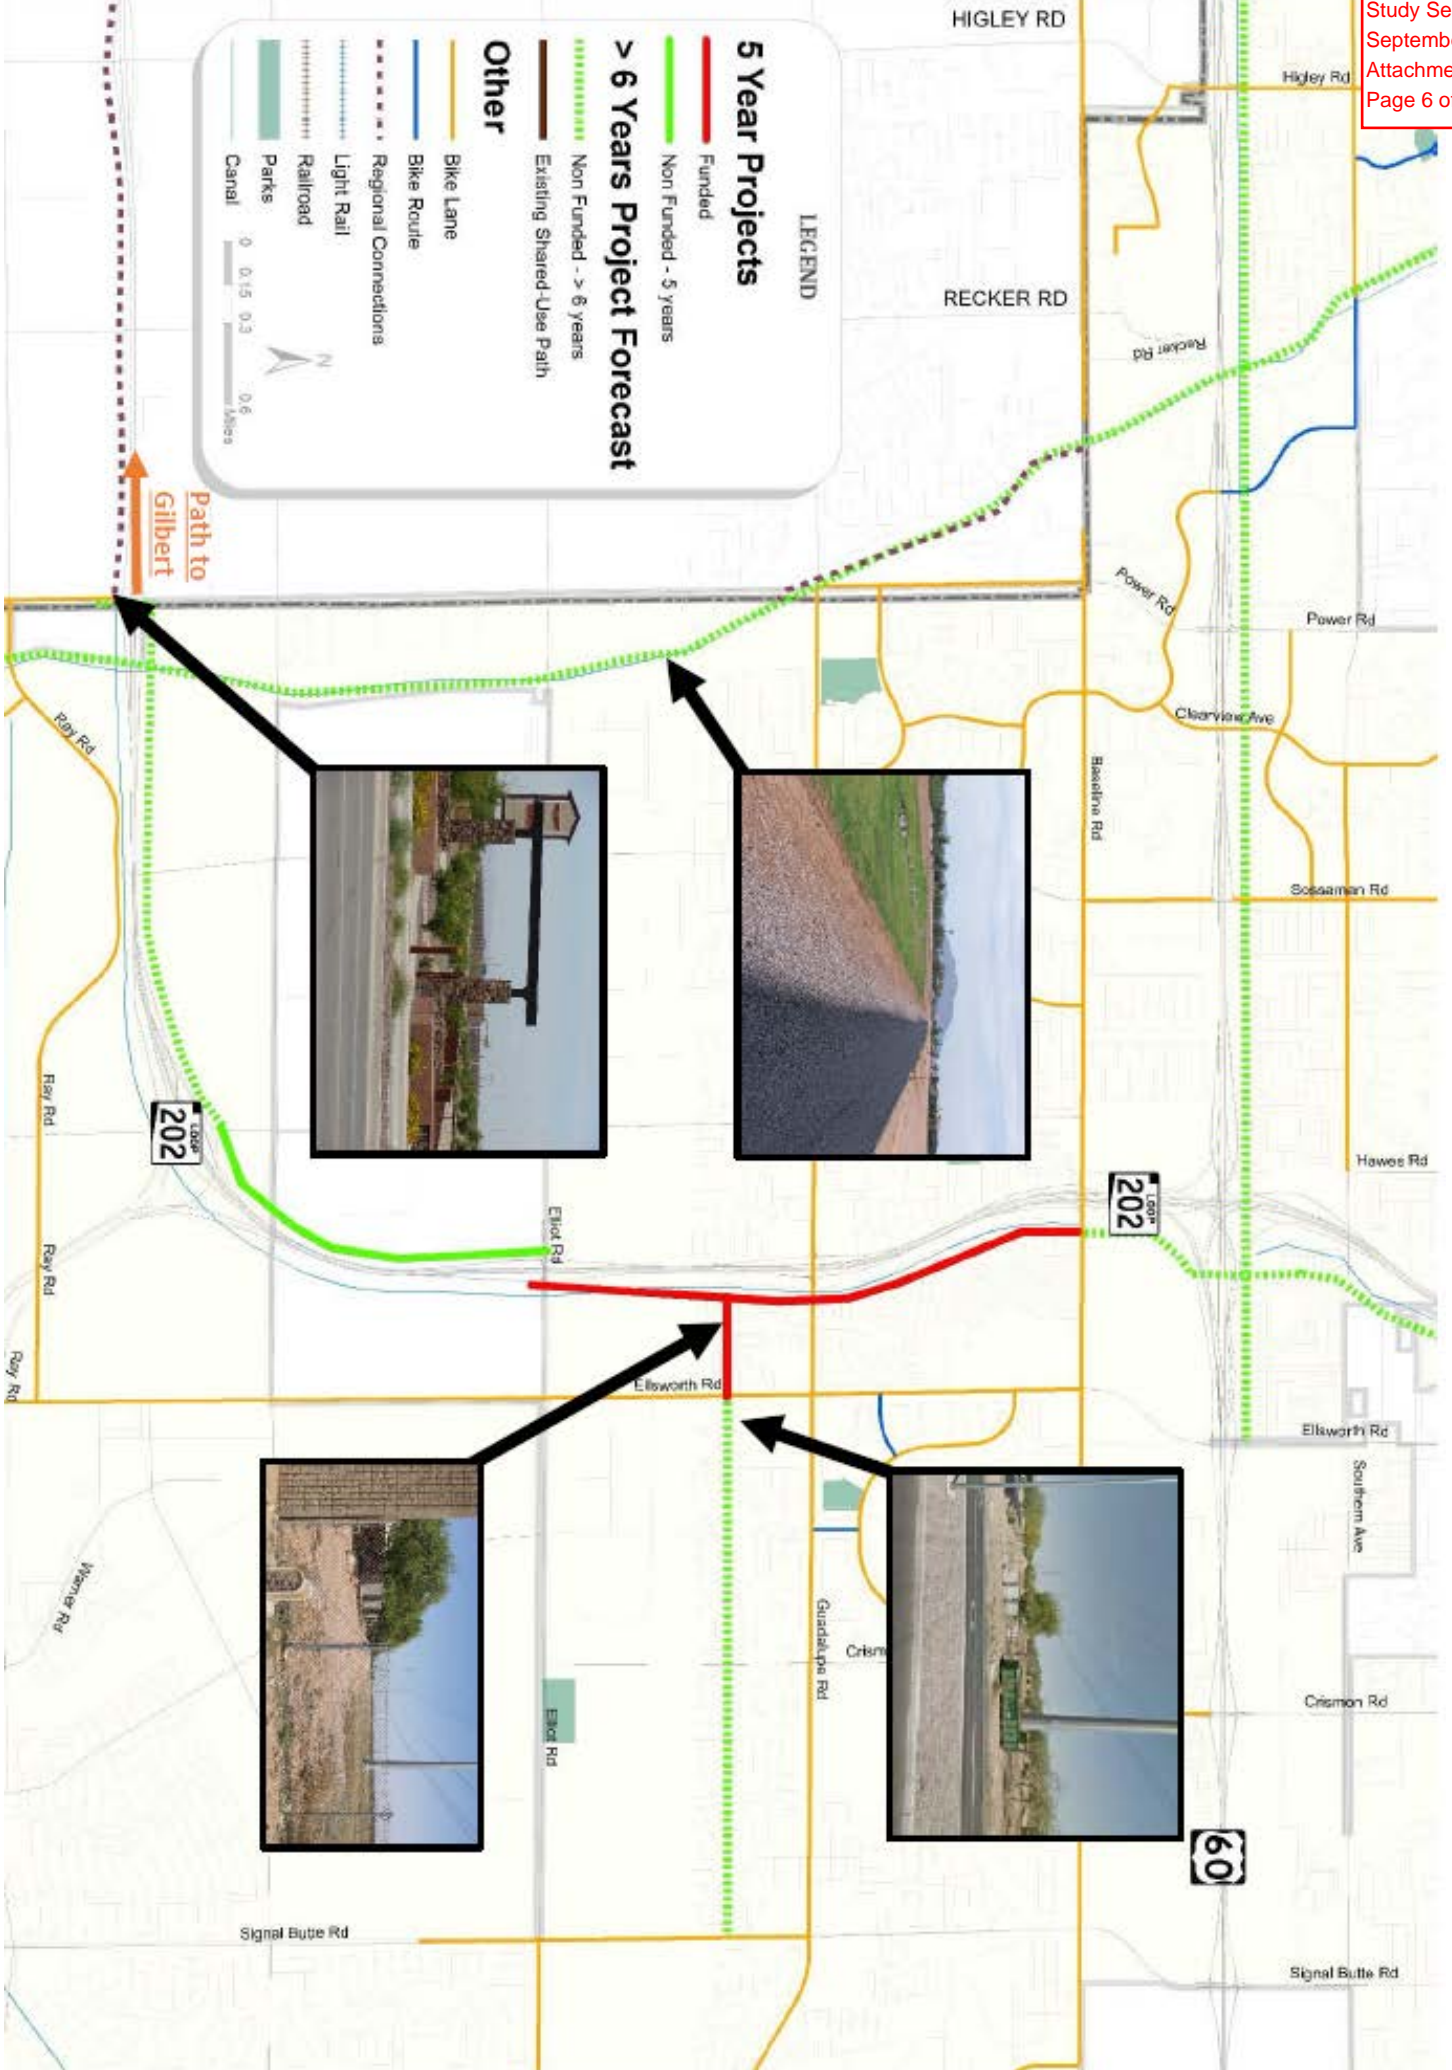 Study Se
Septembe
Attachme
Page 6 of
LEGEND
5 Year Projects
Funded
Non Funded - 5 years
> 6 Years Project Forecast
Non Funded - > 6 years
Existing Shared-Use Path
Other
Bike Lane
Bike Route
Regional Connections
Light Rail
Railroad
Parks
Canal
N
0 0.15 0.3 0.6
Miles
Path to
Gilbert
HIGLEY RD
RECKER RD
Higley Rd
Recker Rd
Power Rd
Power Rd
Clearview Ave
Baseline Rd
Sossaman Rd
Hawes Rd
LOOP
202
LOOP
202
Ray Rd
Ray Rd
Ray Rd
Ray Rd
Elliot Rd
Ellsworth Rd
Ellsworth Rd
Southern Ave
Guadalupe Rd
Crism
Crismon Rd
60
Warner Rd
Elliot Rd
Signal Butte Rd
Signal Butte Rd